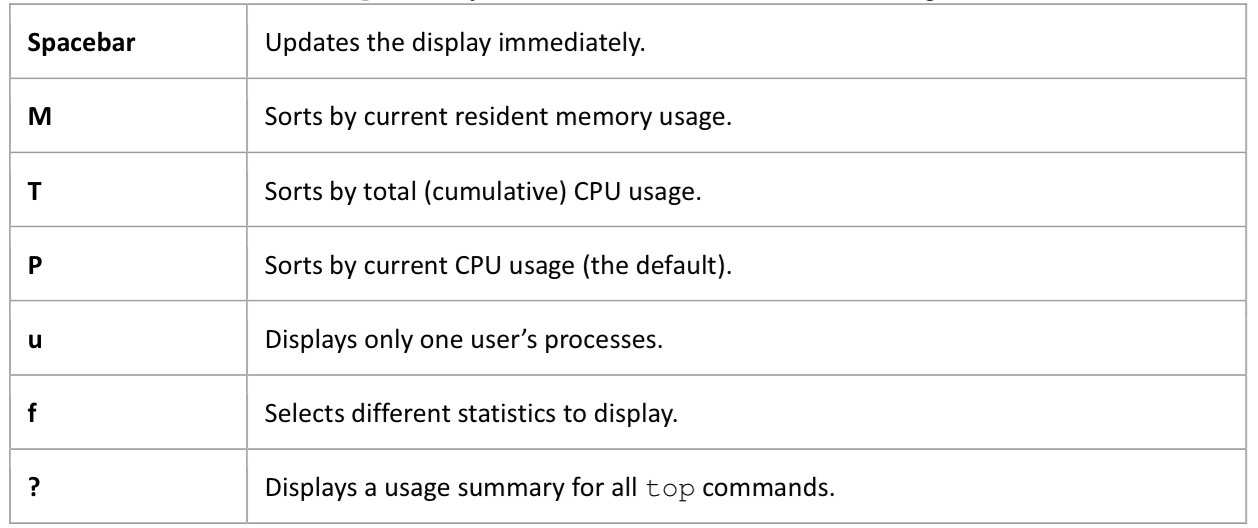 Spacebar Updates the display immediately.
M Sorts by current resident memory usage.
T Sorts by total (cumulative) CPU usage.
P Sorts by current CPU usage (the default).
u Displays only one user’s processes.
f Selects different statistics to display.
? Displays a usage summary for all top commands.